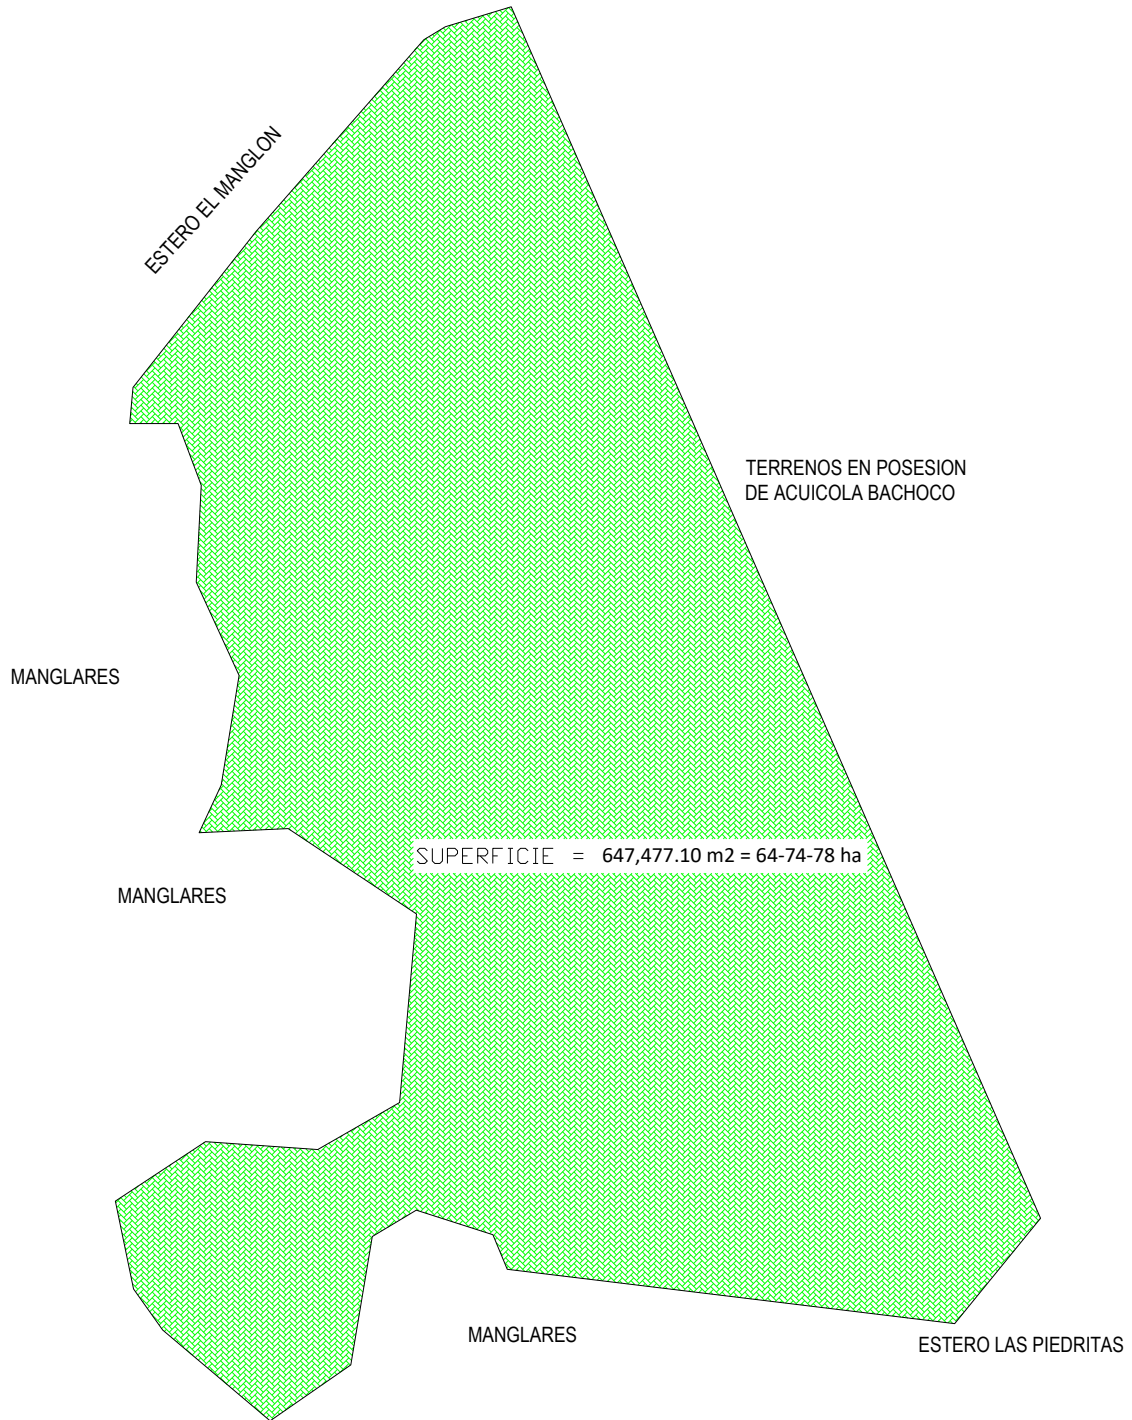 ESTERO EL MANGLON
TERRENOS EN POSESION
DE ACUICOLA BACHOCO
MANGLARES
SUPERFICIE = 647,477.10 m2 = 64-74-78 ha
MANGLARES
MANGLARES
ESTERO LAS PIEDRITAS